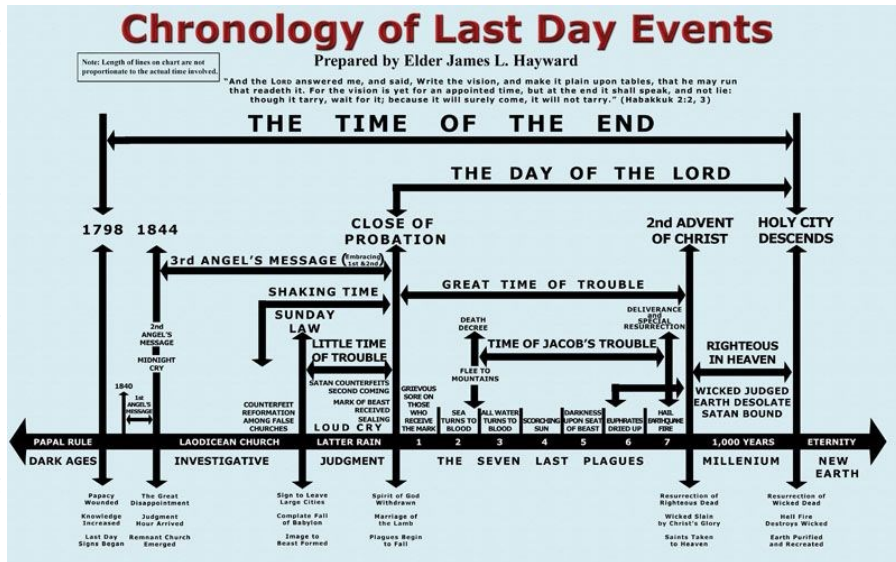 Chronology of Last Day Events
Prepared by Elder James L. Hayward
Note: Length of lines on chart are not
proportionate to the actual time involved.
"And the LORD answered me, and said, Write the vision, and make it plain upon tables, that he may run
that readeth it. For the vision is yet for an appointed time, but at the end it shall speak, and not lie:
though it tarry, wait for it; because it will surely come, it will not tarry." (Habakkuk 2:2, 3)
THE TIME OF THE END
THE DAY OF THE LORD
1798
1844
CLOSE OF
PROBATION
2nd ADVENT
OF CHRIST
HOLY CITY
DESCENDS
3RD ANGEL'S MESSAGE (Embracing
1st & 2nd)
GREAT TIME OF TROUBLE
SHAKING TIME
SUNDAY
LAW
DEATH
DECREE
DELIVERANCE
and
SPECIAL
RESURRECTION
2nd
ANGEL'S
MESSAGE
MIDNIGHT
CRY
LITTLE TIME
OF TROUBLE
TIME OF JACOB'S TROUBLE
RIGHTEOUS
IN HEAVEN
FLEE TO
MOUNTAINS
1840
1st
ANGEL'S
MESSAGE
SATAN COUNTERFEITS
SECOND COMING
MARK OF BEAST
RECEIVED
SEALING
LOUD CRY
WICKED JUDGED
EARTH DESOLATE
SATAN BOUND
COUNTERFEIT
REFORMATION
AMONG FALSE
CHURCHES
GRIEVOUS
SORE ON
THOSE
WHO
RECEIVE
THE MARK
SEA
TURNS TO
BLOOD
ALL WATER
TURNS TO
BLOOD
SCORCHING
SUN
DARKNESS
UPON SEAT
OF BEAST
EUPHRATES
DRIED UP
HAIL
EARTHQUAKE
FIRE
PAPAL RULE
LAODICEAN CHURCH
LATTER RAIN
1 2 3 4 5 6 7
1,000 YEARS
ETERNITY
DARK AGES
INVESTIGATIVE
JUDGMENT
THE SEVEN LAST PLAGUES
MILLENIUM
NEW
EARTH
Papacy
Wounded
Knowledge
Increased
Last Day
Signs Began
The Great
Disappointment
Judgment
Hour Arrived
Remnant Church
Emerged
Sign to Leave
Large Cities
Complate Fall
of Babylon
Image to
Beast Formed
Spirit of God
Withdrawn
Marriage of
the Lamb
Plagues Begin
to Fall
Resurrection of
Righteous Dead
Wicked Slain
by Christ's Glory
Saints Taken
to Heaven
Resurrection of
Wicked Dead
Hell Fire
Destroys Wicked
Earth Purified
and Recreated